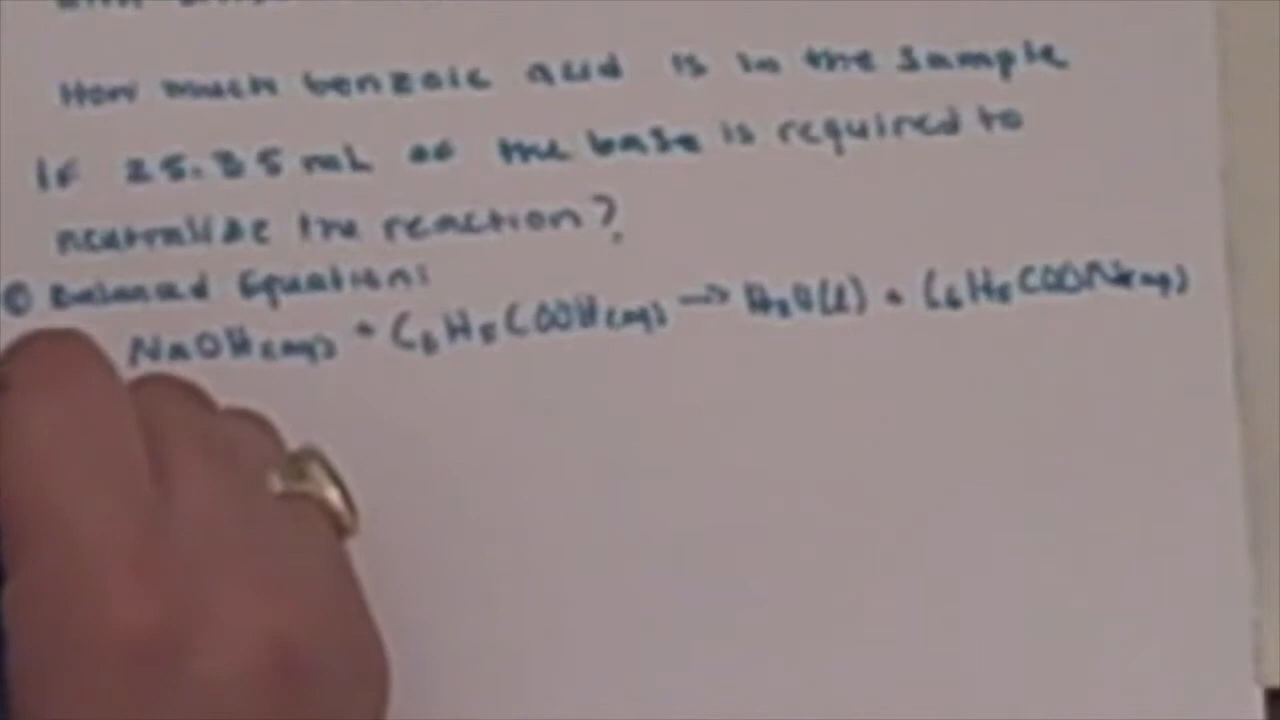 How much benzoic acid is in the sample
if 25.35 mL of the base is required to
neutralize the reaction?
① Balanced Equation:
NaOH(aq) + C₆H₅COOH(aq) → H₂O(l) + C₆H₅COONa(aq)